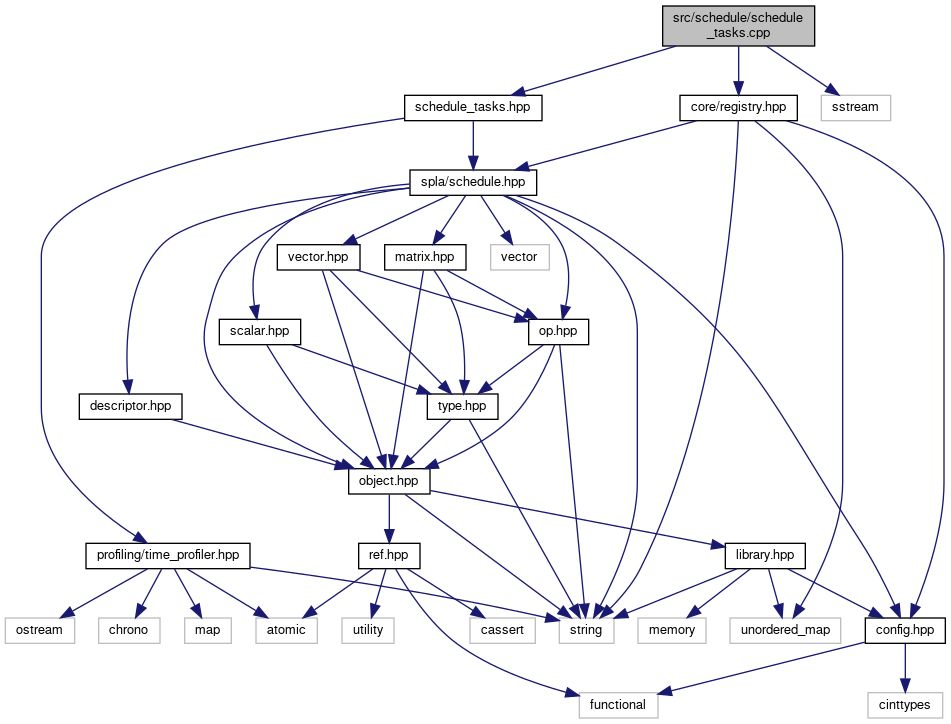 src/schedule/schedule
_tasks.cpp
schedule_tasks.hpp
core/registry.hpp
sstream
spla/schedule.hpp
vector.hpp
matrix.hpp
vector
scalar.hpp
op.hpp
descriptor.hpp
type.hpp
object.hpp
profiling/time_profiler.hpp
ref.hpp
library.hpp
ostream
chrono
map
atomic
utility
cassert
string
memory
unordered_map
config.hpp
functional
cinttypes